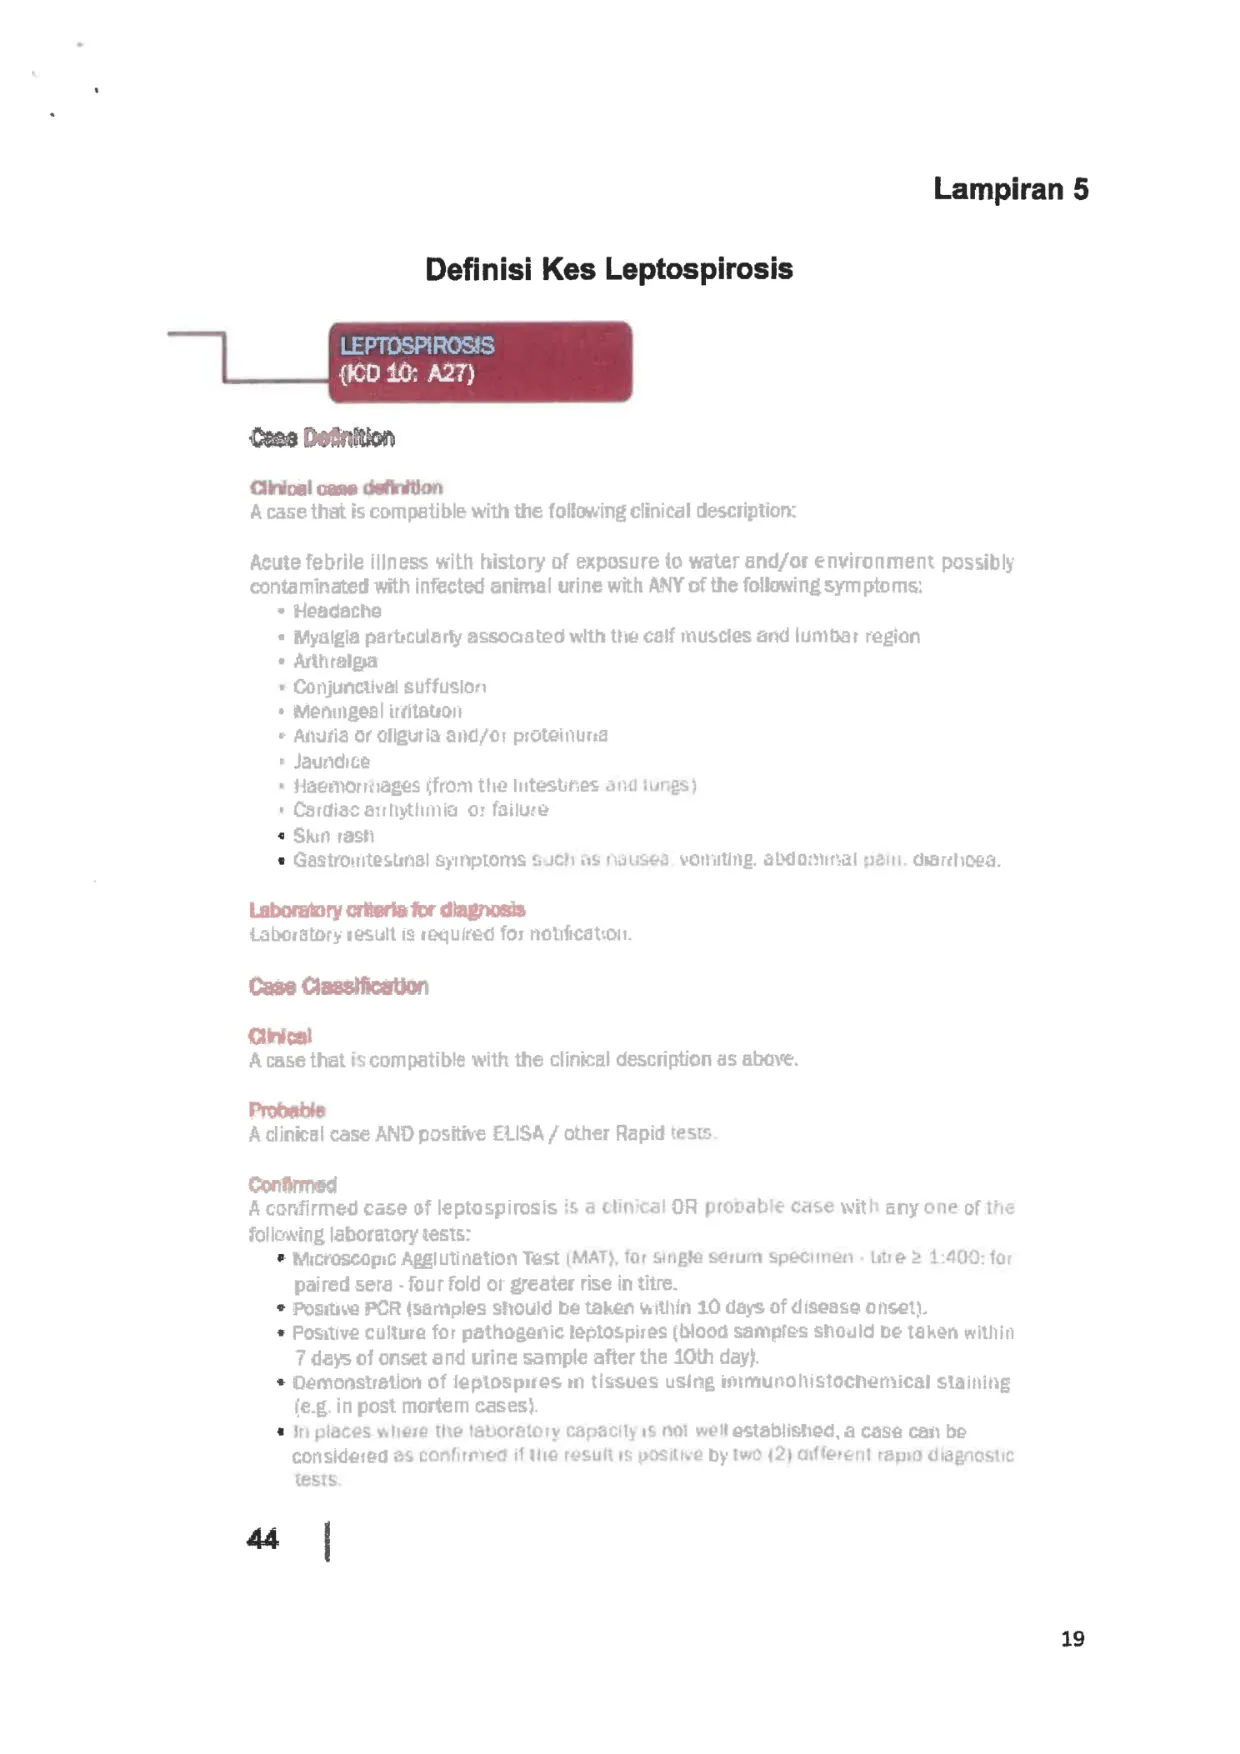 Lampiran 5
Definisi Kes Leptospirosis
LEPTOSPIROSIS
(ICD 10: A27)
Case Definition
Clinical case definition
A case that is compatible with the following clinical description:
Acute febrile illness with history of exposure to water and/or environment possibly
contaminated with infected animal urine with ANY of the following symptoms:
• Headache
• Myalgia particularly associated with the calf muscles and lumbar region
• Arthralgia
• Conjunctival suffusion
• Meningeal irritation
• Anuria or oliguria and/or proteinuria
• Jaundice
• Haemorrhages (from the intestines and lungs)
• Cardiac arrhythmia or failure
• Skin rash
• Gastrointestinal symptoms such as nausea, vomiting, abdominal pain, diarrhoea.
Laboratory criteria for diagnosis
Laboratory result is required for notification.
Case Classification
Clinical
A case that is compatible with the clinical description as above.
Probable
A clinical case AND positive ELISA / other Rapid tests.
Confirmed
A confirmed case of leptospirosis is a clinical OR probable case with any one of the
following laboratory tests:
• Microscopic Agglutination Test (MAT), for single serum specimen - titre ≥ 1:400; for
paired sera - four fold or greater rise in titre.
• Positive PCR (samples should be taken within 10 days of disease onset).
• Positive culture for pathogenic leptospires (blood samples should be taken within
7 days of onset and urine sample after the 10th day).
• Demonstration of leptospires in tissues using immunohistochemical staining
(e.g. in post mortem cases).
• In places where the laboratory capacity is not well established, a case can be
considered as confirmed if the result is positive by two (2) different rapid diagnostic
tests.
44
19